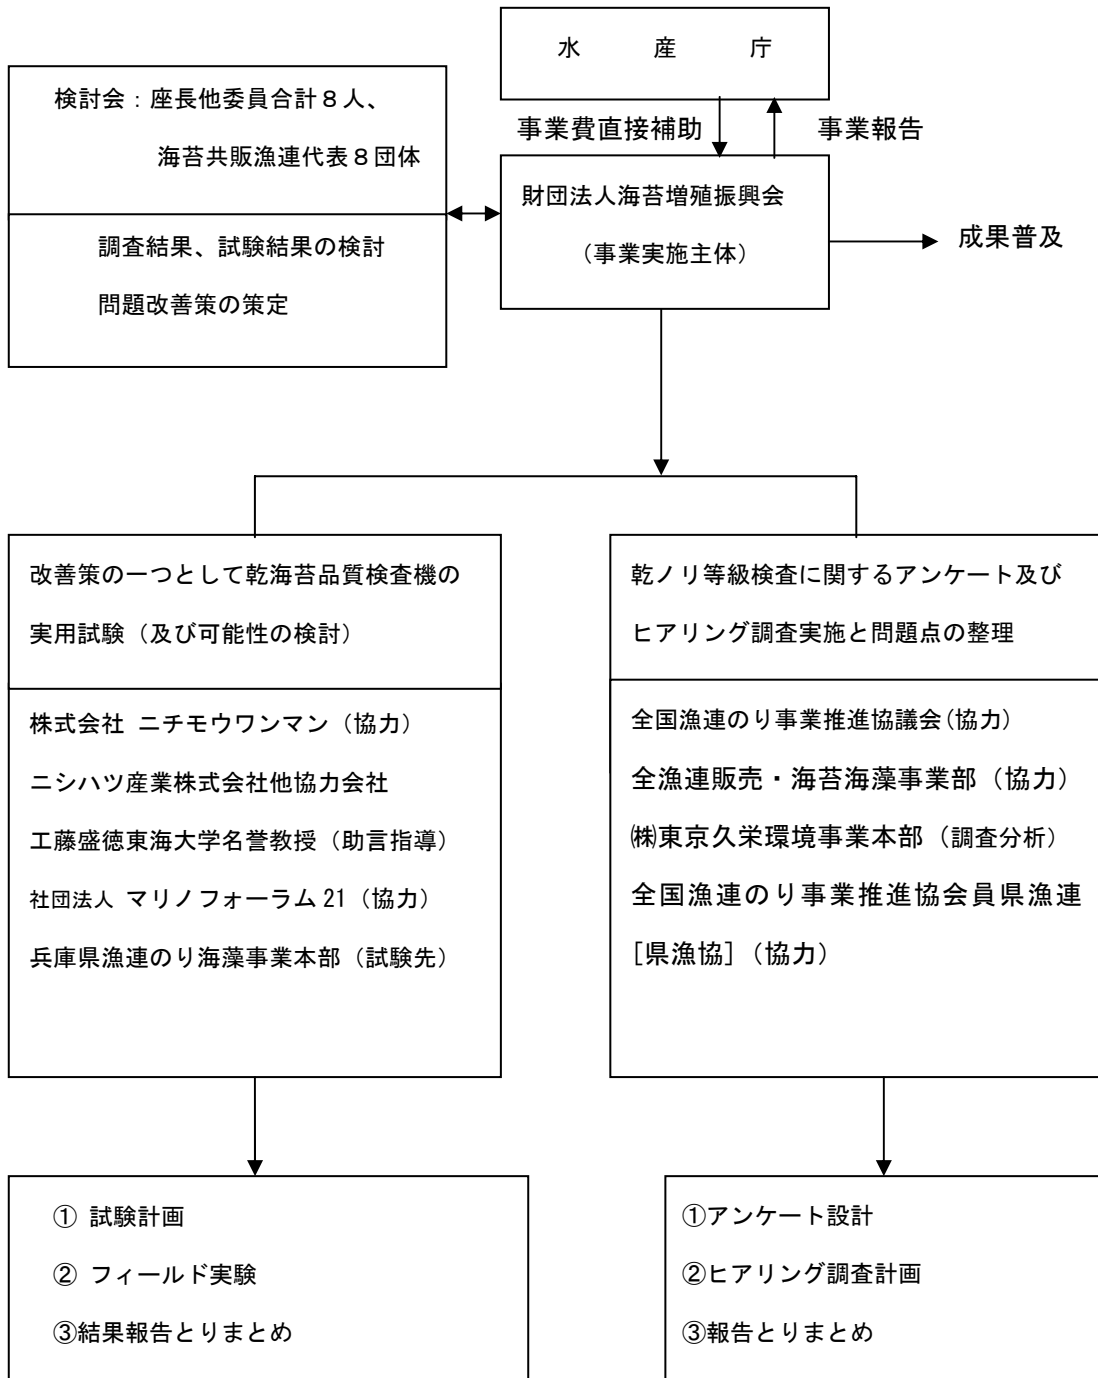 水　産　庁
事業費直接補助
事業報告
検討会：座長他委員合計８人、
海苔共販漁連代表８団体
調査結果、試験結果の検討
問題改善策の策定
財団法人海苔増殖振興会
（事業実施主体）
成果普及
改善策の一つとして乾海苔品質検査機の
実用試験（及び可能性の検討）
株式会社 ニチモウワンマン（協力）
ニシハツ産業株式会社他協力会社
工藤盛徳東海大学名誉教授（助言指導）
社団法人 マリノフォーラム 21（協力）
兵庫県漁連のり海藻事業本部（試験先）
乾ノリ等級検査に関するアンケート及び
ヒアリング調査実施と問題点の整理
全国漁連のり事業推進協議会(協力)
全漁連販売・海苔海藻事業部（協力）
㈱東京久栄環境事業本部（調査分析）
全国漁連のり事業推進協会員県漁連
[県漁協]（協力）
① 試験計画
② フィールド実験
③結果報告とりまとめ
①アンケート設計
②ヒアリング調査計画
③報告とりまとめ